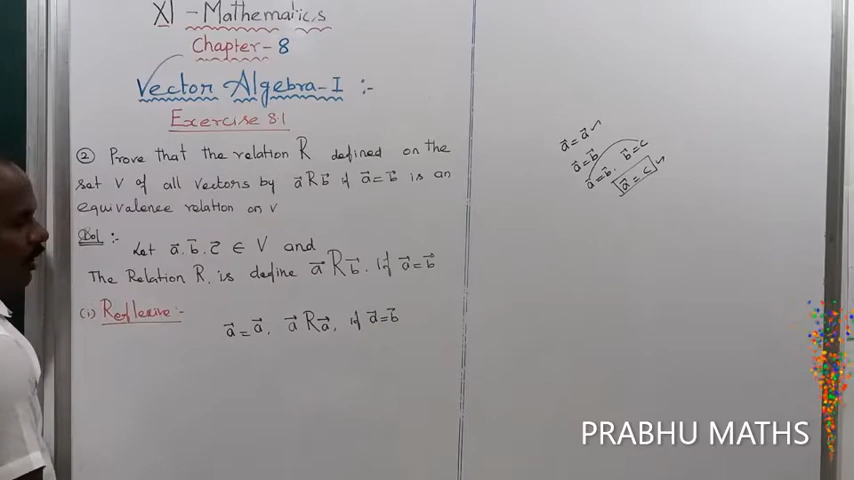 XI - Mathematics
Chapter - 8
Vector Algebra - I :-
Exercise 8.1
② Prove that the relation R defined on the
set V of all vectors by a⃗ R b⃗ if a⃗ = b⃗ is an
equivalence relation on V
Sol :- Let a⃗, b⃗, c⃗ ∈ V and
The Relation R, is define a⃗ R b⃗. If a⃗ = b⃗
(i) Reflexive :-
a⃗ = a⃗, a⃗ R a⃗, if a⃗ = b⃗
a⃗ = a⃗ ✓
a⃗ = b⃗
a⃗ = b⃗. b⃗ = c
a⃗ = c ✓
PRABHU MATHS